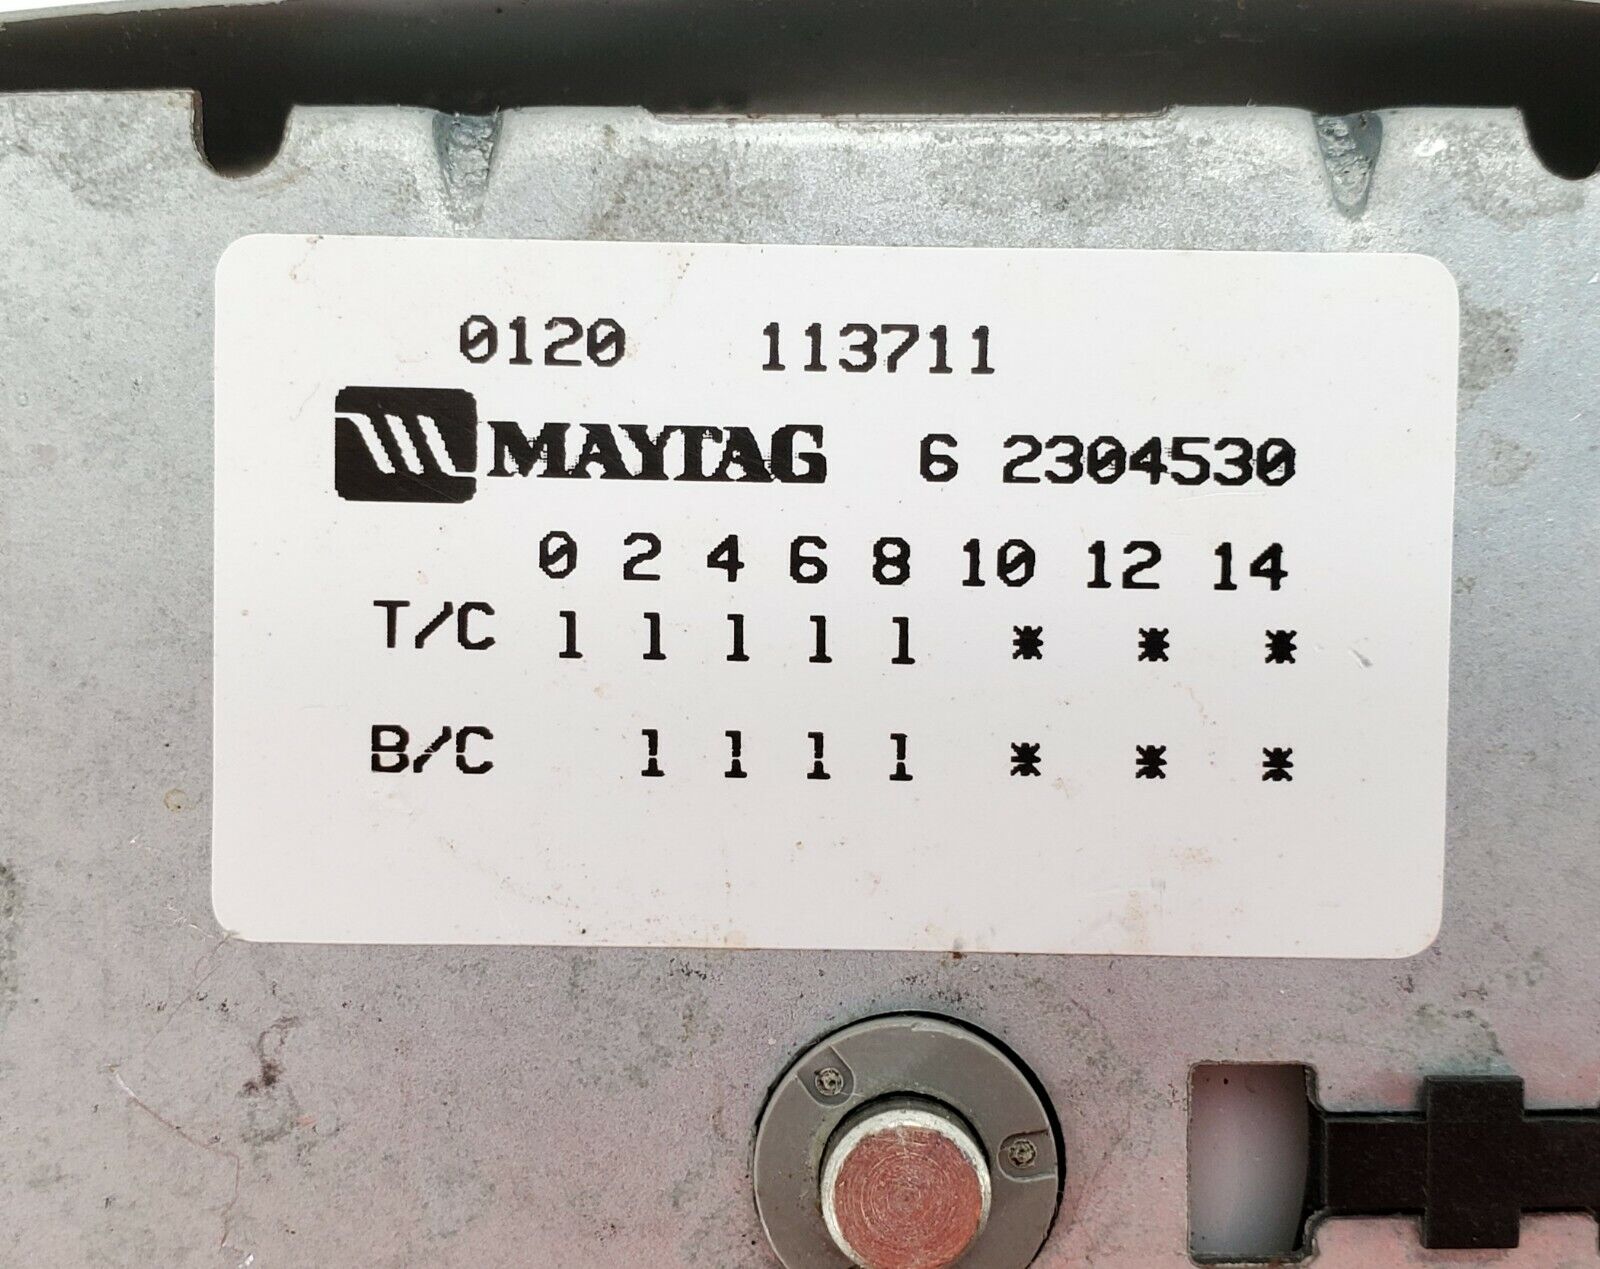 0120 113711
MAYTAG 6 2304530
0 2 4 6 8 10 12 14
T/C 1 1 1 1 1 * * *
B/C 1 1 1 1 * * *